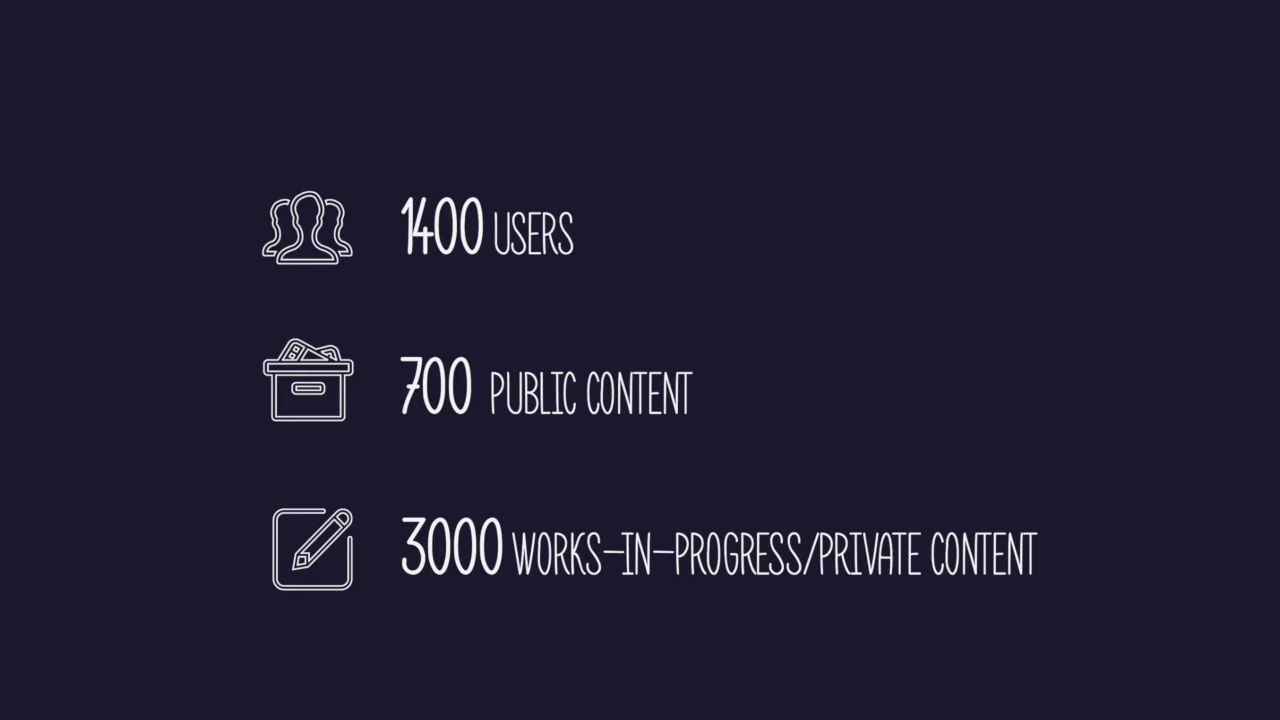 1400 USERS
700 PUBLIC CONTENT
3000 WORKS-IN-PROGRESS/PRIVATE CONTENT